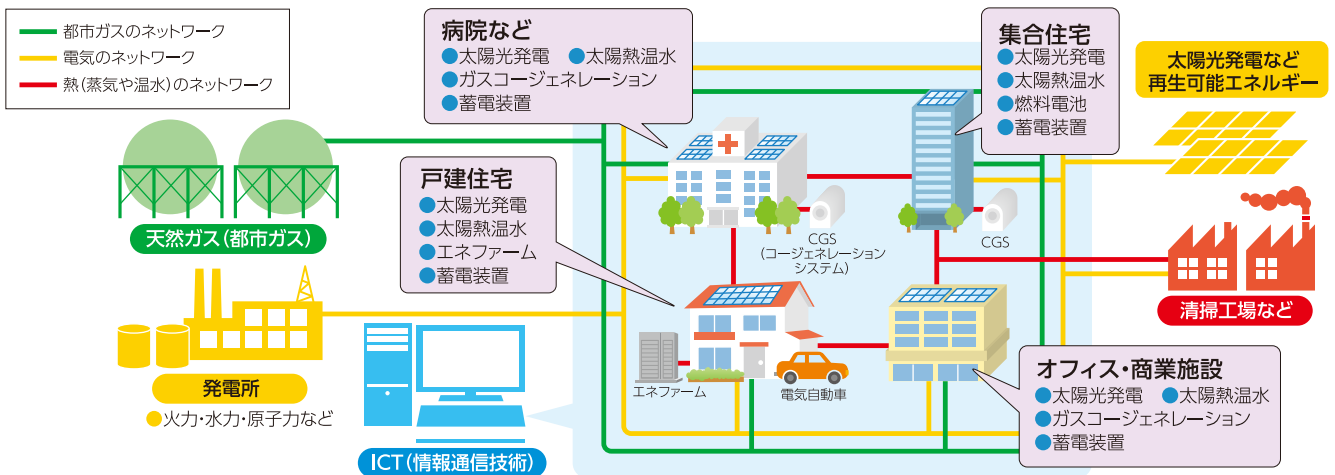 都市ガスのネットワーク
電気のネットワーク
熱(蒸気や温水)のネットワーク
病院など
●太陽光発電 ●太陽熱温水
●ガスコージェネレーション
●蓄電装置
集合住宅
●太陽光発電
●太陽熱温水
●燃料電池
●蓄電装置
太陽光発電など
再生可能エネルギー
戸建住宅
●太陽光発電
●太陽熱温水
●エネファーム
●蓄電装置
天然ガス(都市ガス)
CGS
(コージェネレーション
システム)
CGS
清掃工場など
発電所
●火力・水力・原子力など
エネファーム
電気自動車
オフィス・商業施設
●太陽光発電 ●太陽熱温水
●ガスコージェネレーション
●蓄電装置
ICT(情報通信技術)